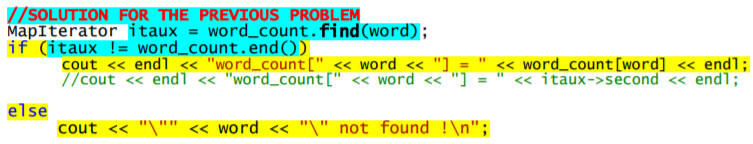 //SOLUTION FOR THE PREVIOUS PROBLEM
MapIterator itaux = word_count.find(word);
if (itaux != word_count.end())
cout << endl << "word_count[" << word << "] = " << word_count[word] << endl;
//cout << endl << "word_count[" << word << "] = " << itaux->second << endl;
else
cout << "\"" << word << "\" not found !\n";